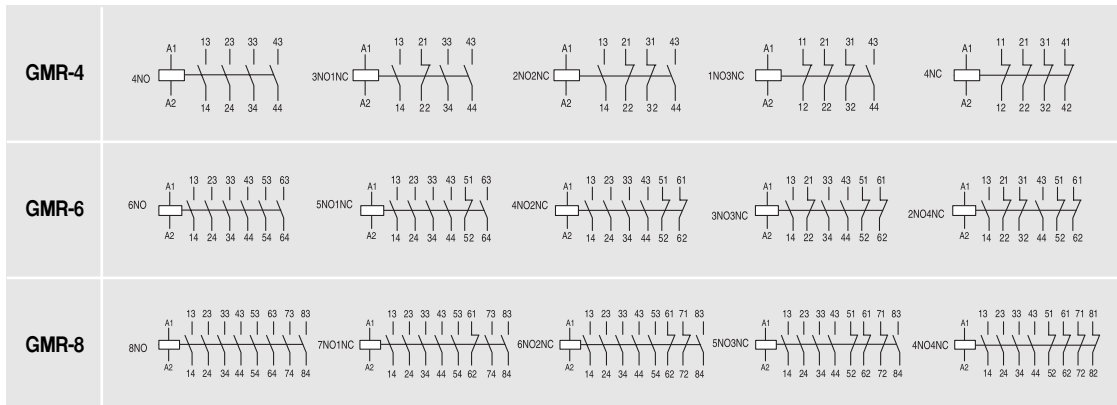 A1 13 23 33 43 A1 13 21 33 43 A1 13 21 31 43 A1 11 21 31 43 A1 11 21 31 41
GMR-4 4NO 3NO1NC 2NO2NC 1NO3NC 4NC
A2 14 24 34 44 A2 14 22 34 44 A2 14 22 32 44 A2 12 22 32 44 A2 12 22 32 42
A1 13 23 33 43 53 63 A1 13 23 33 43 51 63 A1 13 23 33 43 51 61 A1 13 21 33 43 51 61 A1 13 21 31 43 51 61
GMR-6 6NO 5NO1NC 4NO2NC 3NO3NC 2NO4NC
A2 14 24 34 44 54 64 A2 14 24 34 44 52 64 A2 14 24 34 44 52 62 A2 14 22 34 44 52 62 A2 14 22 32 44 52 62
A1 13 23 33 43 53 63 73 83 A1 13 23 33 43 53 61 73 83 A1 13 23 33 43 53 61 71 83 A1 13 23 33 43 51 61 71 83 A1 13 23 33 43 51 61 71 81
GMR-8 8NO 7NO1NC 6NO2NC 5NO3NC 4NO4NC
A2 14 24 34 44 54 64 74 84 A2 14 24 34 44 54 62 74 84 A2 14 24 34 44 54 62 72 84 A2 14 24 34 44 52 62 72 84 A2 14 24 34 44 52 62 72 82